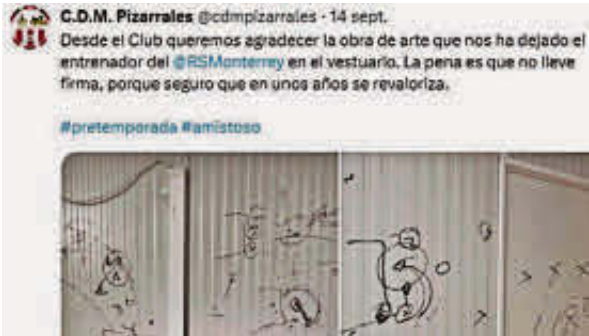 C.D.M. Pizarrales @cdmpizarrales · 14 sept.
Desde el Club queremos agradecer la obra de arte que nos ha dejado el
entrenador del @RSMonterrey en el vestuario. La pena es que no lleve
firma, porque seguro que en unos años se revaloriza.
#pretemporada #amistoso